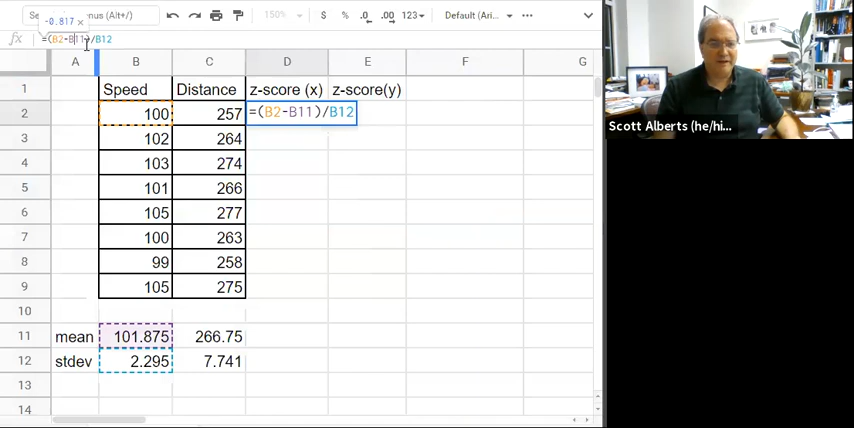 -0.817 ×
Se nus (Alt+/) 150% $ % .0 .00 123 Default (Ari...
fx =(B2-B11)/B12
A B C D E F G
1 Speed Distance z-score (x) z-score(y)
2 100 257 =(B2-B11)/B12
3 102 264
4 103 274
5 101 266
6 105 277
7 100 263
8 99 258
9 105 275
10
11 mean 101.875 266.75
12 stdev 2.295 7.741
13
14
Scott Alberts (he/hi...